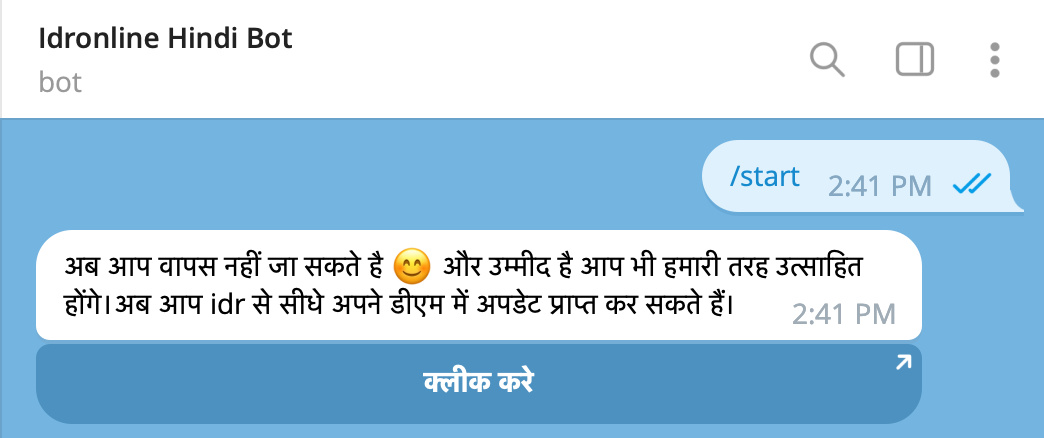 Idronline Hindi Bot
bot
/start 2:41 PM
अब आप वापस नहीं जा सकते है 😊 और उम्मीद है आप भी हमारी तरह उत्साहित
होंगे।अब आप idr से सीधे अपने डीएम में अपडेट प्राप्त कर सकते हैं। 2:41 PM
क्लीक करे